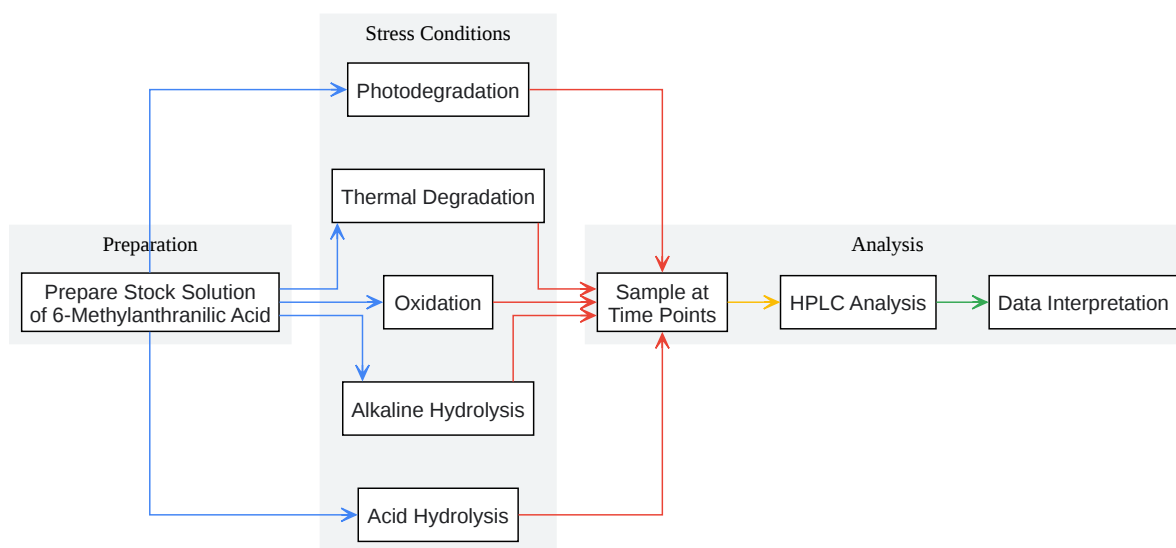 Stress Conditions
Photodegradation
Thermal Degradation
Preparation
Analysis
Prepare Stock Solution
of 6-Methylanthranilic Acid
Oxidation
Sample at
Time Points
HPLC Analysis
Data Interpretation
Alkaline Hydrolysis
Acid Hydrolysis